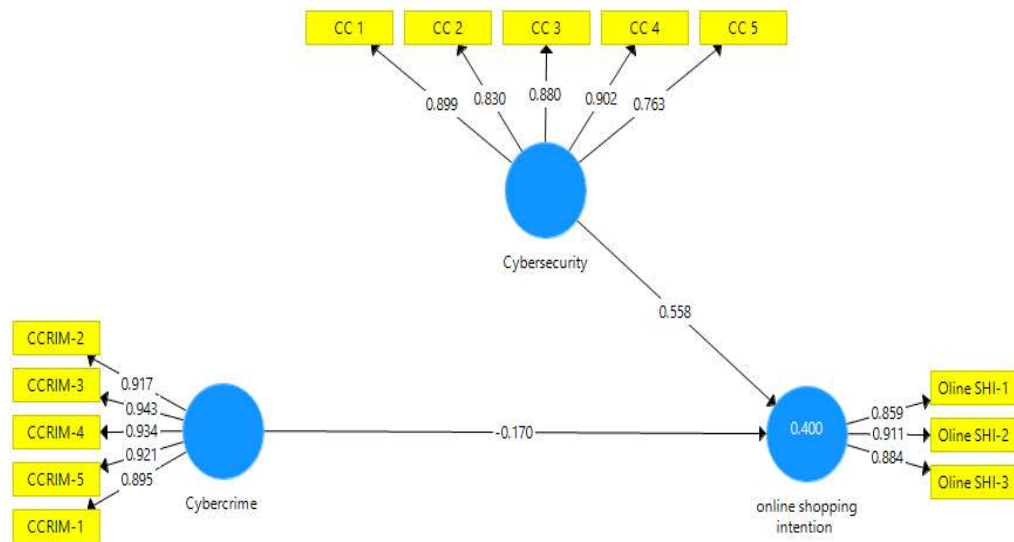 CC 1 CC 2 CC 3 CC 4 CC 5
0.899 0.830 0.880 0.902 0.763
Cybersecurity
0.558
CCRIM-2
CCRIM-3
CCRIM-4
CCRIM-5
CCRIM-1
0.917
0.943
0.934
0.921
0.895
Cybercrime
-0.170
0.400
online shopping
intention
0.859
0.911
0.884
Oline SHI-1
Oline SHI-2
Oline SHI-3